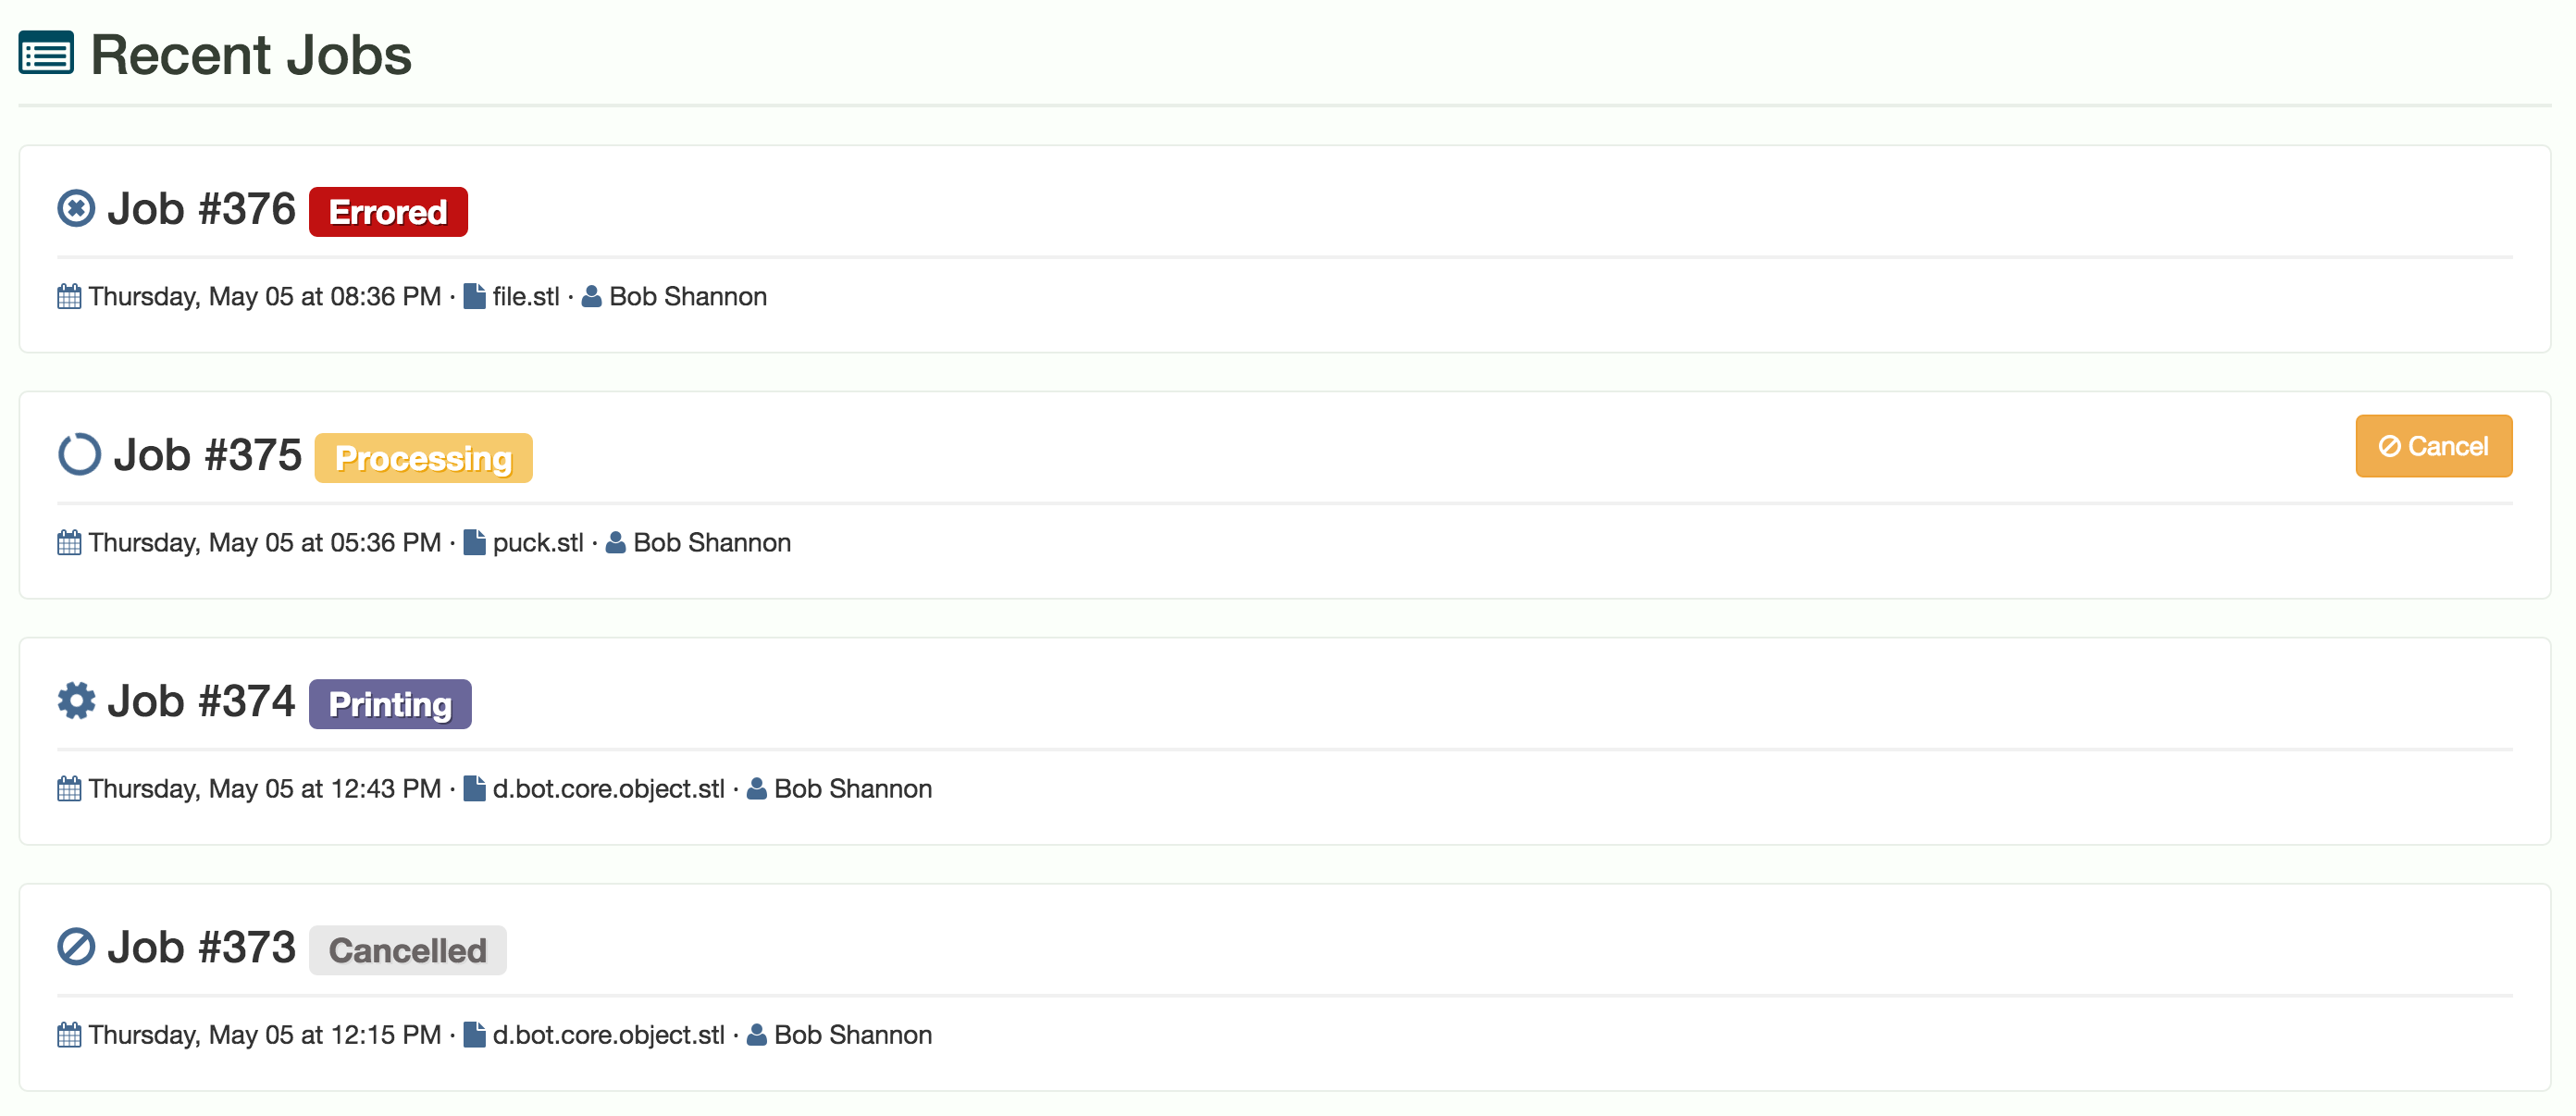 Recent Jobs
Job #376 Errored
Thursday, May 05 at 08:36 PM · file.stl · Bob Shannon
Job #375 Processing
Cancel
Thursday, May 05 at 05:36 PM · puck.stl · Bob Shannon
Job #374 Printing
Thursday, May 05 at 12:43 PM · d.bot.core.object.stl · Bob Shannon
Job #373 Cancelled
Thursday, May 05 at 12:15 PM · d.bot.core.object.stl · Bob Shannon